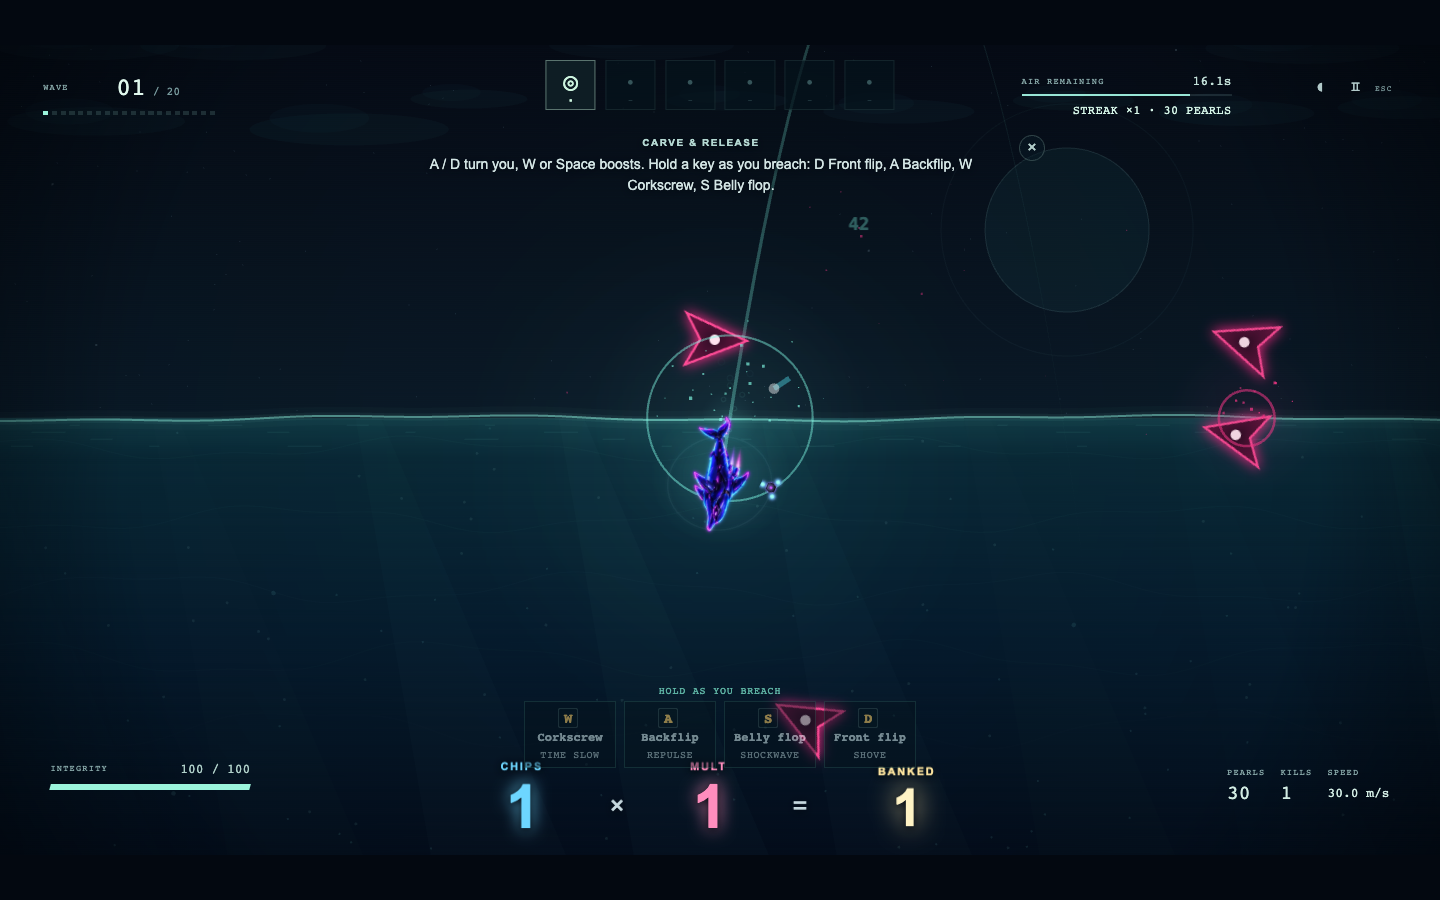 WAVE 01 / 20
AIR REMAINING 16.1s
STREAK ×1 · 30 PEARLS
II ESC
CARVE & RELEASE
A / D turn you, W or Space boosts. Hold a key as you breach: D Front flip, A Backflip, W
Corkscrew, S Belly flop.
42
HOLD AS YOU BREACH
W A S D
Corkscrew Backflip Belly flop Front flip
TIME SLOW REPULSE SHOCKWAVE SHOVE
INTEGRITY 100 / 100
CHIPS MULT BANKED
1 × 1 = 1
PEARLS KILLS SPEED
30 1 30.0 m/s